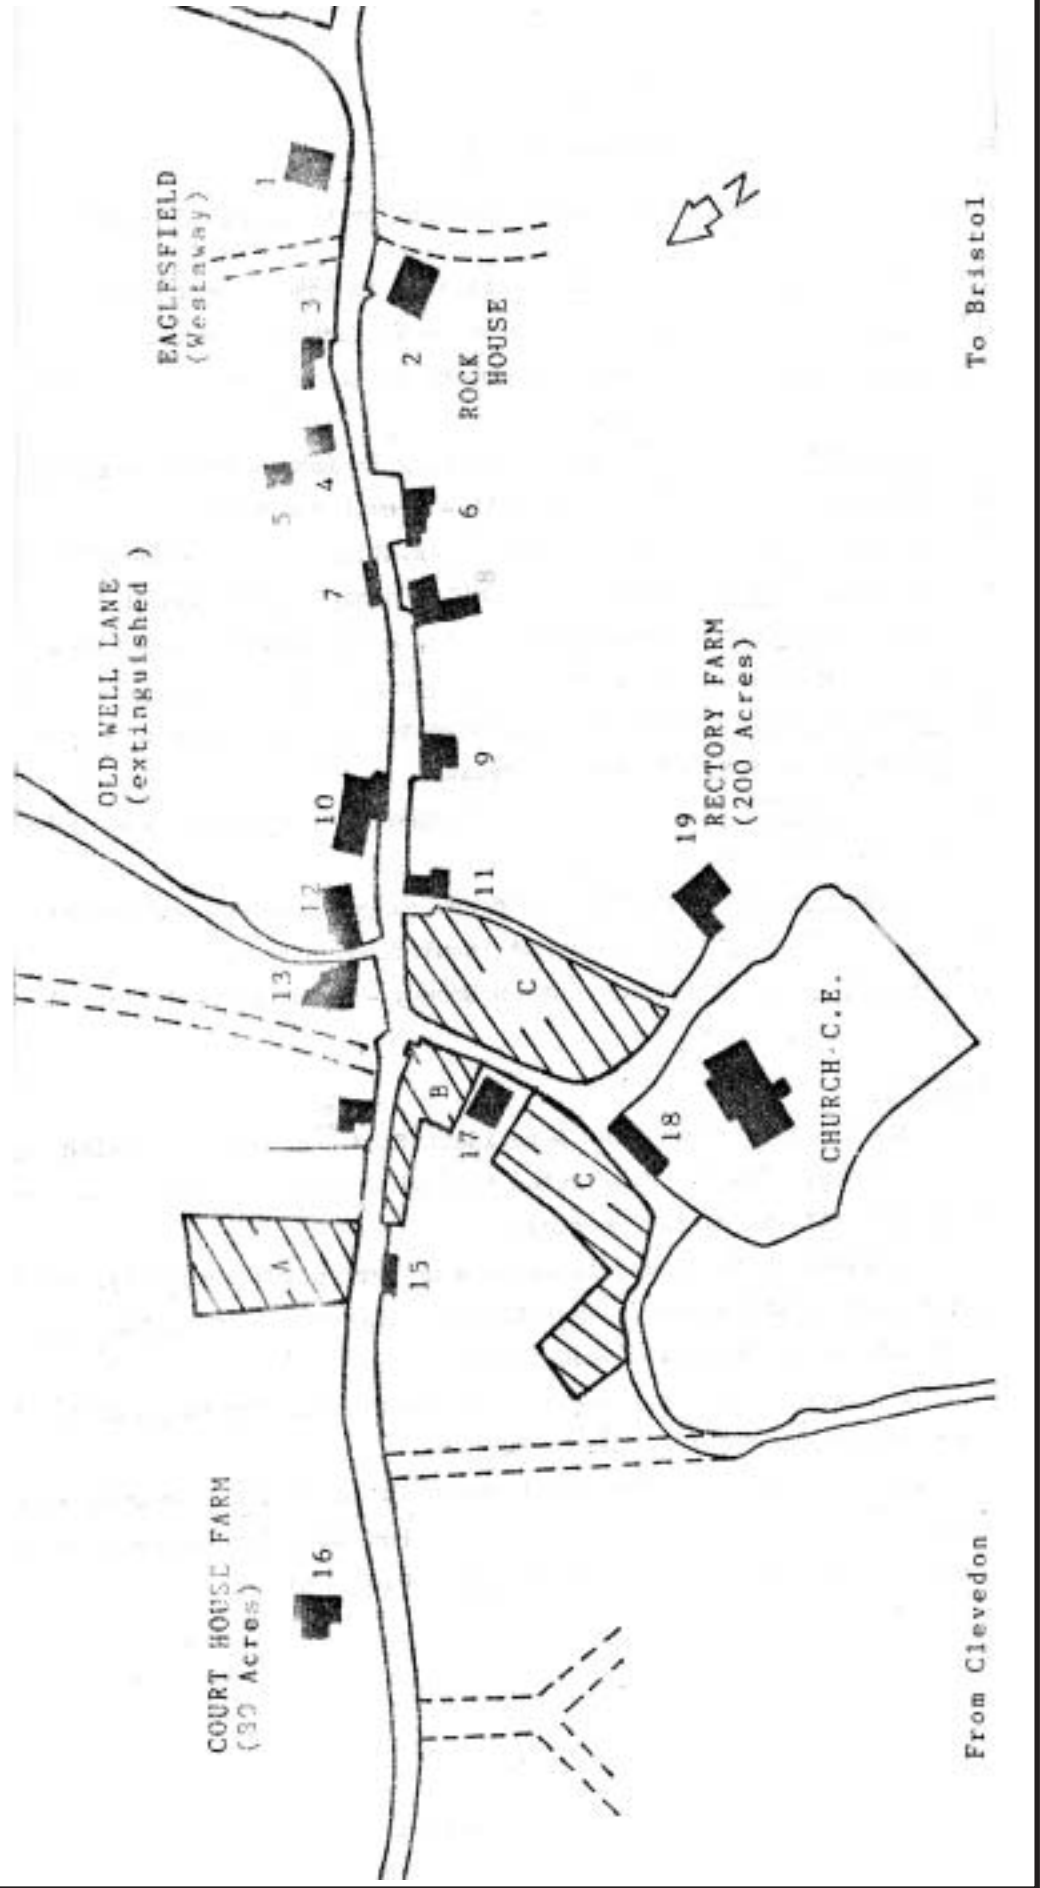 EAGLESFIELD
(Westaway)
1
3
2
ROCK
HOUSE
4
5
6
7
8
OLD WELL LANE
(extinguished )
9
10
11
12
13
19
RECTORY FARM
(200 Acres)
C
B
17
C
18
CHURCH C.E.
A
15
COURT HOUSE FARM
Acres)
16
N
From Clevedon .
To Bristol